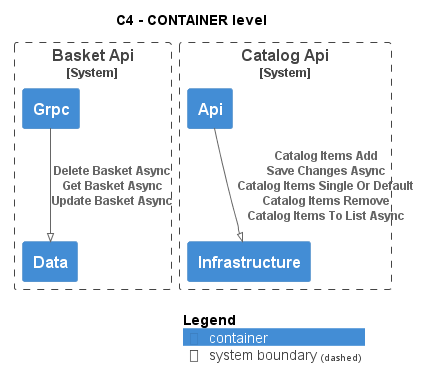 C4 - CONTAINER level
Basket Api
[System]
Grpc
Delete Basket Async
Get Basket Async
Update Basket Async
Data
Catalog Api
[System]
Api
Catalog Items Add
Save Changes Async
Catalog Items Single Or Default
Catalog Items Remove
Catalog Items To List Async
Infrastructure
Legend
container
system boundary (dashed)